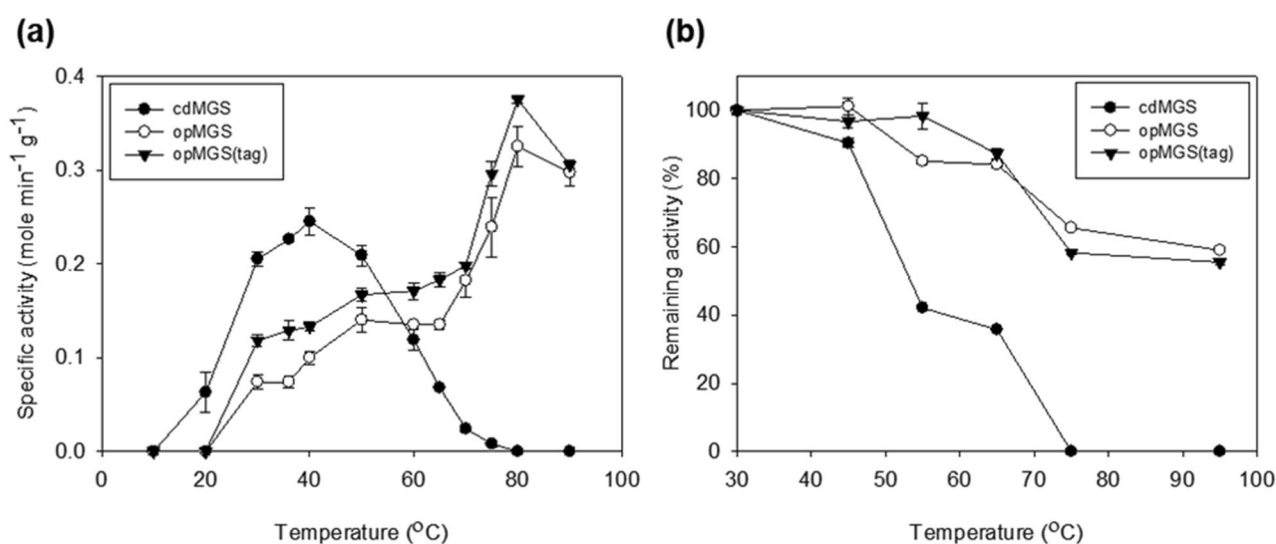 (a)
Specific activity (mole min⁻¹ g⁻¹)
0.4
0.3
0.2
0.1
0.0
cdMGS
opMGS
opMGS(tag)
0 20 40 60 80 100
Temperature (°C)
(b)
Remaining activity (%)
100
80
60
40
20
0
cdMGS
opMGS
opMGS(tag)
30 40 50 60 70 80 90 100
Temperature (°C)